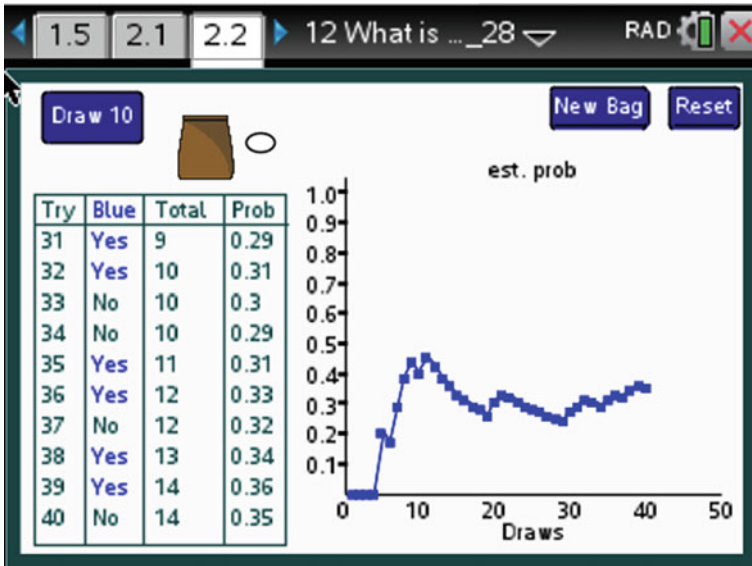 1.5 2.1 2.2 12 What is ..._28 RAD
Draw 10 New Bag Reset
est. prob
Try Blue Total Prob
31 Yes 9 0.29
32 Yes 10 0.31
33 No 10 0.3
34 No 10 0.29
35 Yes 11 0.31
36 Yes 12 0.33
37 No 12 0.32
38 Yes 13 0.34
39 Yes 14 0.36
40 No 14 0.35
1.0
0.9
0.8
0.7
0.6
0.5
0.4
0.3
0.2
0.1
0 10 20 30 40 50
Draws